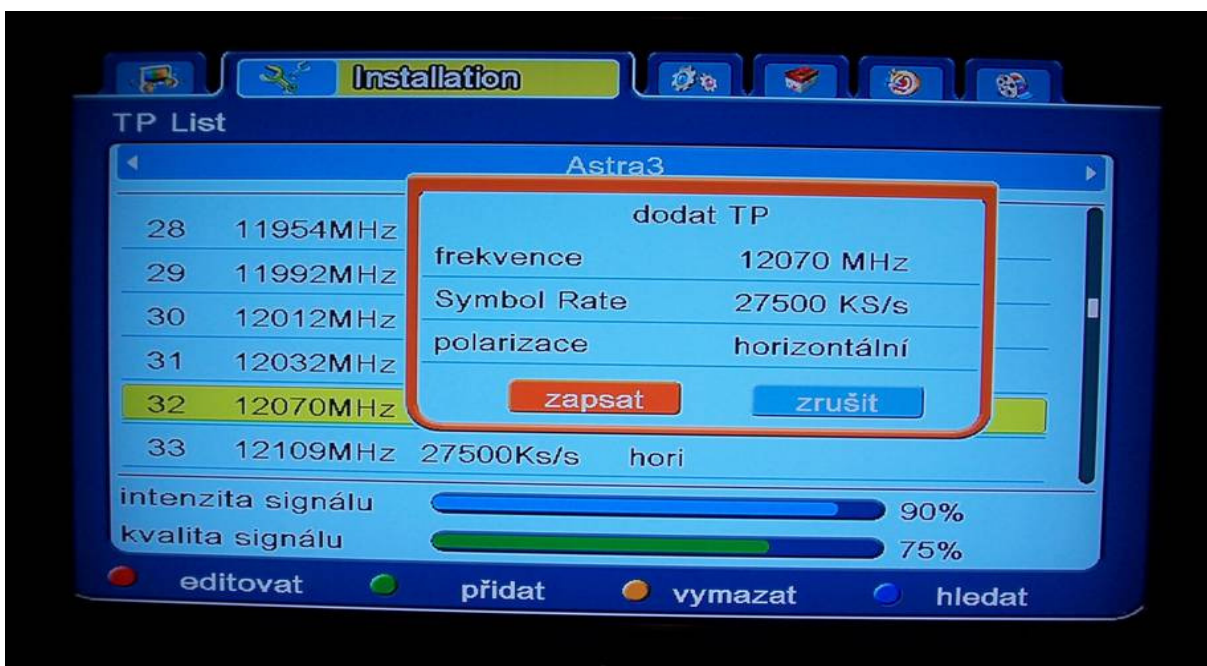 Installation
TP List
Astra3
28 11954MHz
29 11992MHz
30 12012MHz
31 12032MHz
32 12070MHz
33 12109MHz 27500Ks/s hori
dodat TP
frekvence 12070 MHz
Symbol Rate 27500 KS/s
polarizace horizontální
zapsat zrušit
intenzita signálu 90%
kvalita signálu 75%
editovat přidat vymazat hledat